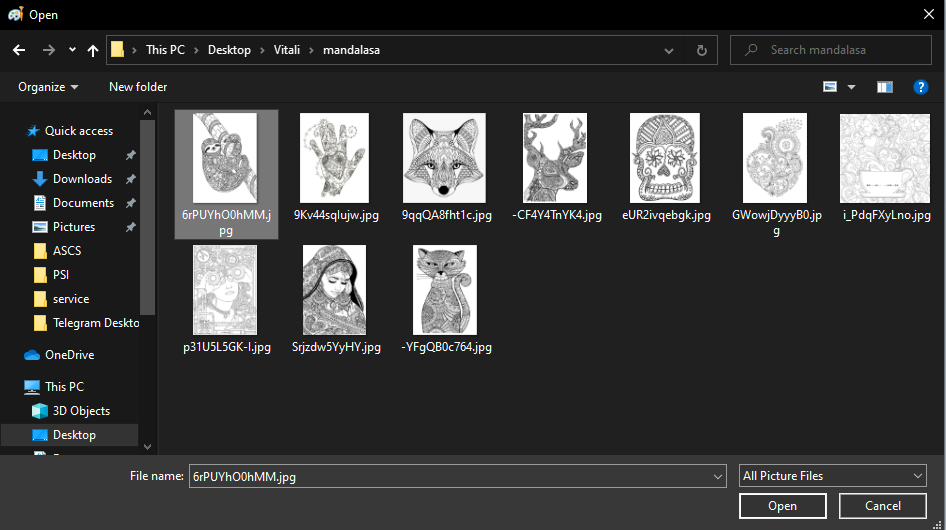 Open
This PC
Desktop
Vitali
mandalasa
Search mandalasa
Organize
New folder
?
Quick access
Desktop
Downloads
Documents
Pictures
ASCS
PSI
service
Telegram Deskto
OneDrive
This PC
3D Objects
Desktop
6rPUYhO0hMM.j
pg
9Kv44sqlujw.jpg
9qqQA8fht1c.jpg
-CF4Y4TnYK4.jpg
eUR2ivqebgk.jpg
GWowjDyyyB0.jp
g
i_PdqFXyLno.jpg
p31U5L5GK-I.jpg
Srjzdw5YyHY.jpg
-YFgQB0c764.jpg
File name:
6rPUYhO0hMM.jpg
All Picture Files
Open
Cancel